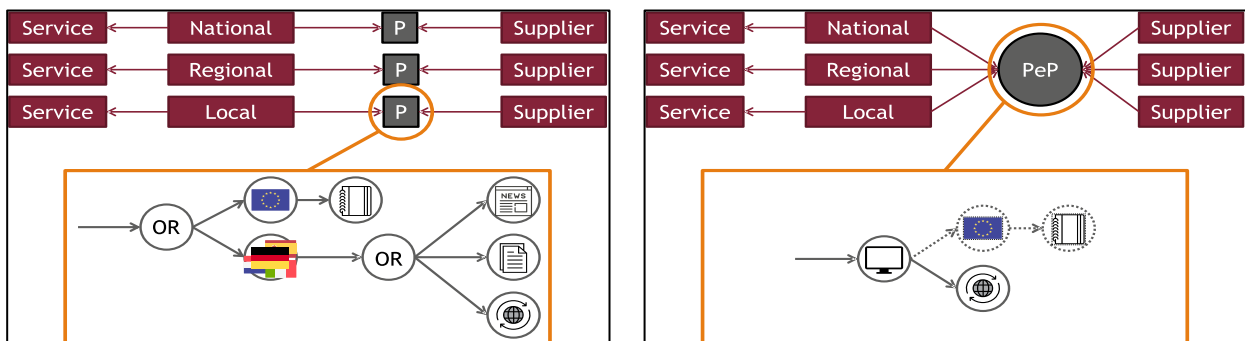 Service National P Supplier
Service Regional P Supplier
Service Local P Supplier
OR
NEWS
OR
Service National Supplier
Service Regional PeP Supplier
Service Local Supplier